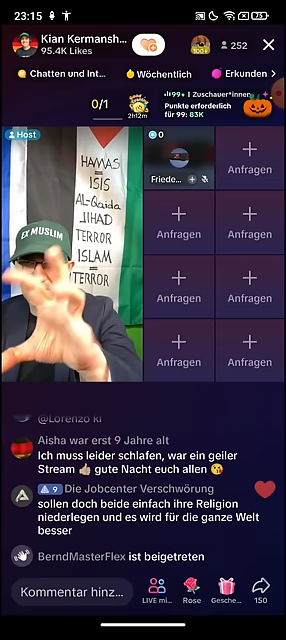 23:15
75
Kian Kermansh...
95.4K Likes
252
Chatten und Int...
Wöchentlich
Erkunden
0/1
2h12m
99+ | Zuschauer*innen
Punkte erforderlich
für 99: 83K
Host
0
Friede...
Anfragen
Anfragen
Anfragen
Anfragen
Anfragen
Anfragen
Anfragen
HAMAS
=
ISIS
AL-Qaida
JIHAD
TERROR
ISLAM
=
TERROR
EX MUSLIM
@Lorenzo ki
Aisha war erst 9 Jahre alt
Ich muss leider schlafen, war ein geiler
Stream 👍🏼 gute Nacht euch allen 😘
9 Die Jobcenter Verschwörung
sollen doch beide einfach ihre Religion
niederlegen und es wird für die ganze Welt
besser
BerndMasterFlex ist beigetreten
Kommentar hinz...
LIVE mi...
Rose
Gesche...
150